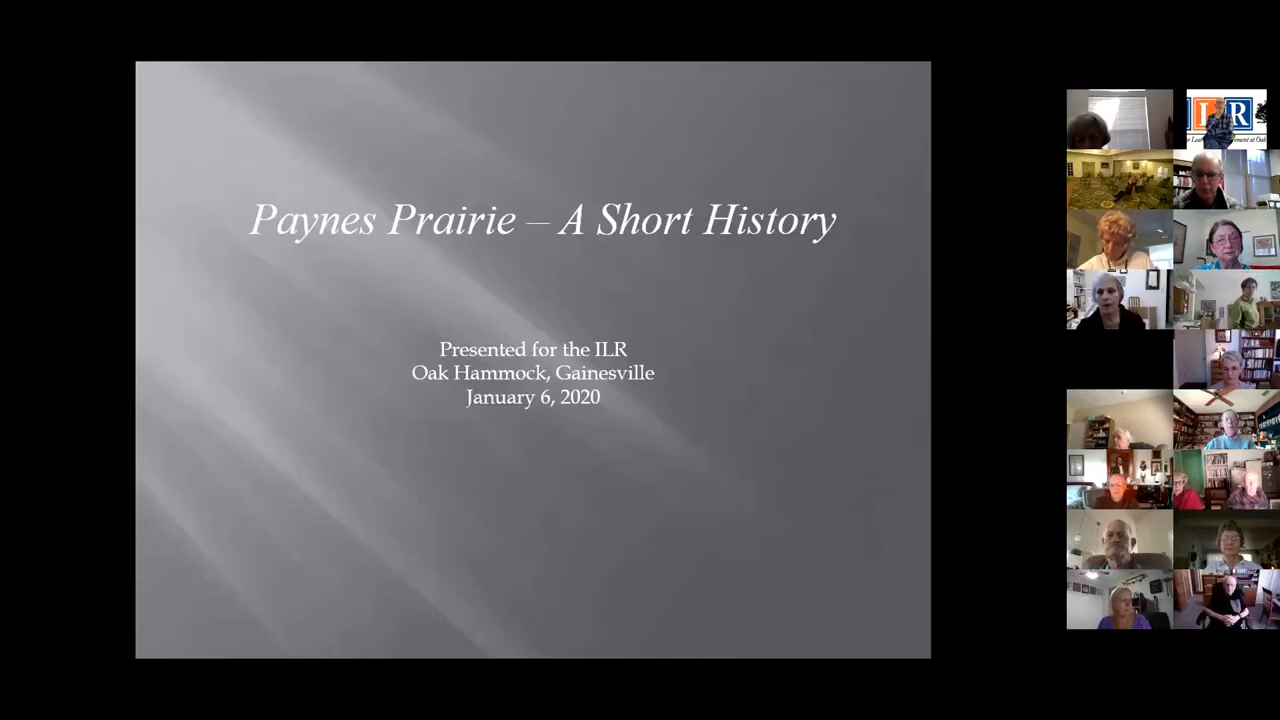 Paynes Prairie – A Short History
Presented for the ILR
Oak Hammock, Gainesville
January 6, 2020
I R